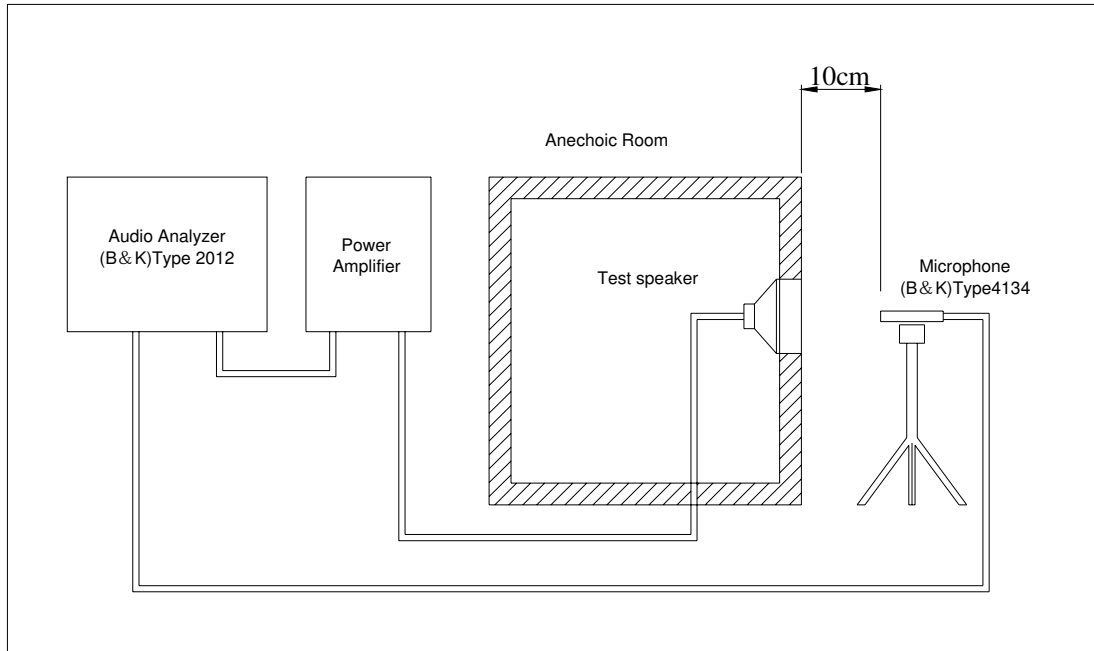 10cm
Anechoic Room
Audio Analyzer
(B&K)Type 2012
Power
Amplifier
Test speaker
Microphone
(B&K)Type4134